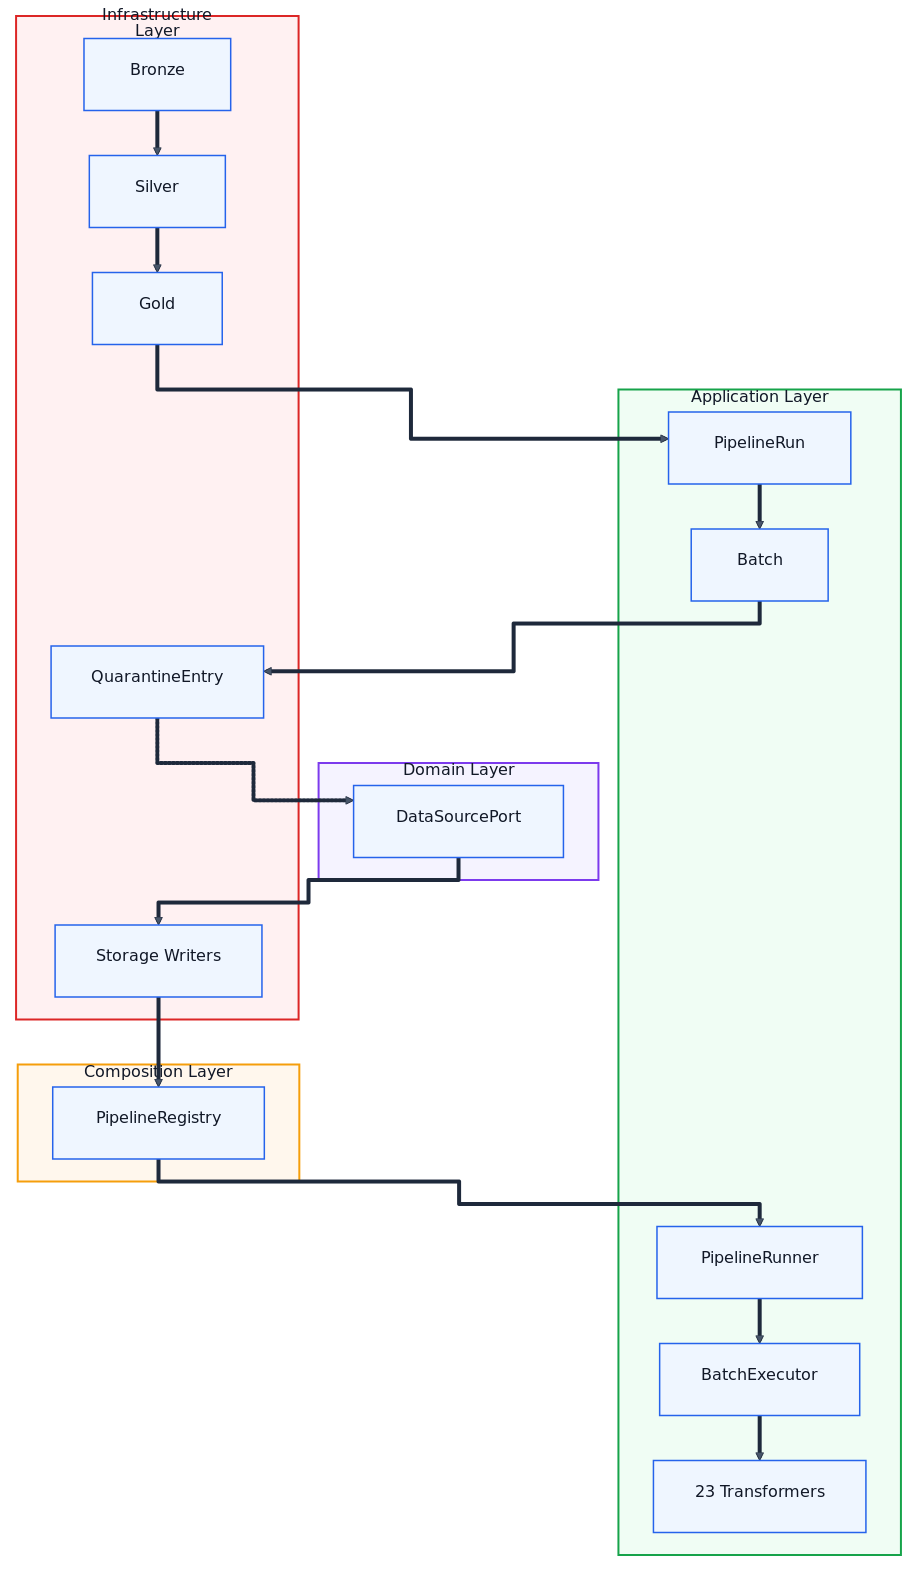 Infrastructure
Layer
Bronze
Silver
Gold
Application Layer
PipelineRun
Batch
QuarantineEntry
Domain Layer
DataSourcePort
Storage Writers
Composition Layer
PipelineRegistry
PipelineRunner
BatchExecutor
23 Transformers